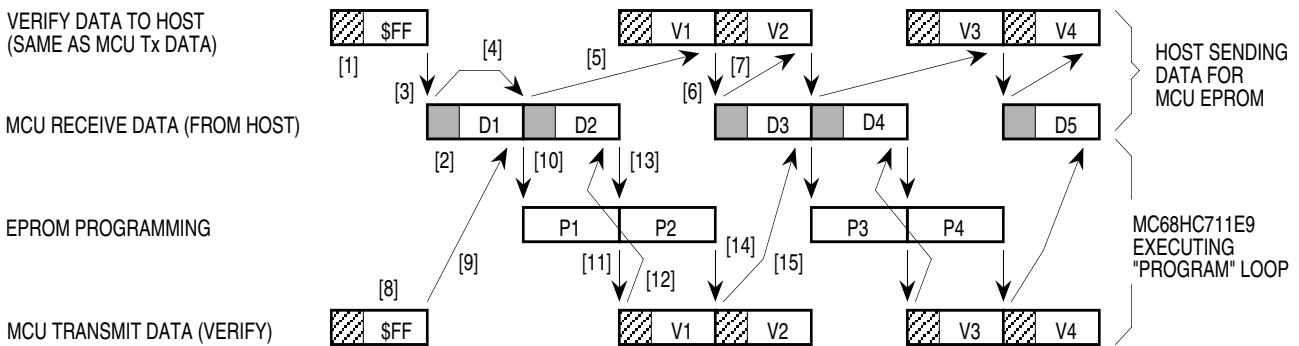 VERIFY DATA TO HOST
(SAME AS MCU Tx DATA)
$FF
V1
V2
V3
V4
[1]
[3]
[4]
[5]
[6]
[7]
HOST SENDING
DATA FOR
MCU EPROM
MCU RECEIVE DATA (FROM HOST)
D1
D2
D3
D4
D5
[2]
[10]
[13]
EPROM PROGRAMMING
P1
P2
P3
P4
MC68HC711E9
EXECUTING
"PROGRAM" LOOP
[8]
[9]
[11]
[12]
[14]
[15]
MCU TRANSMIT DATA (VERIFY)
$FF
V1
V2
V3
V4